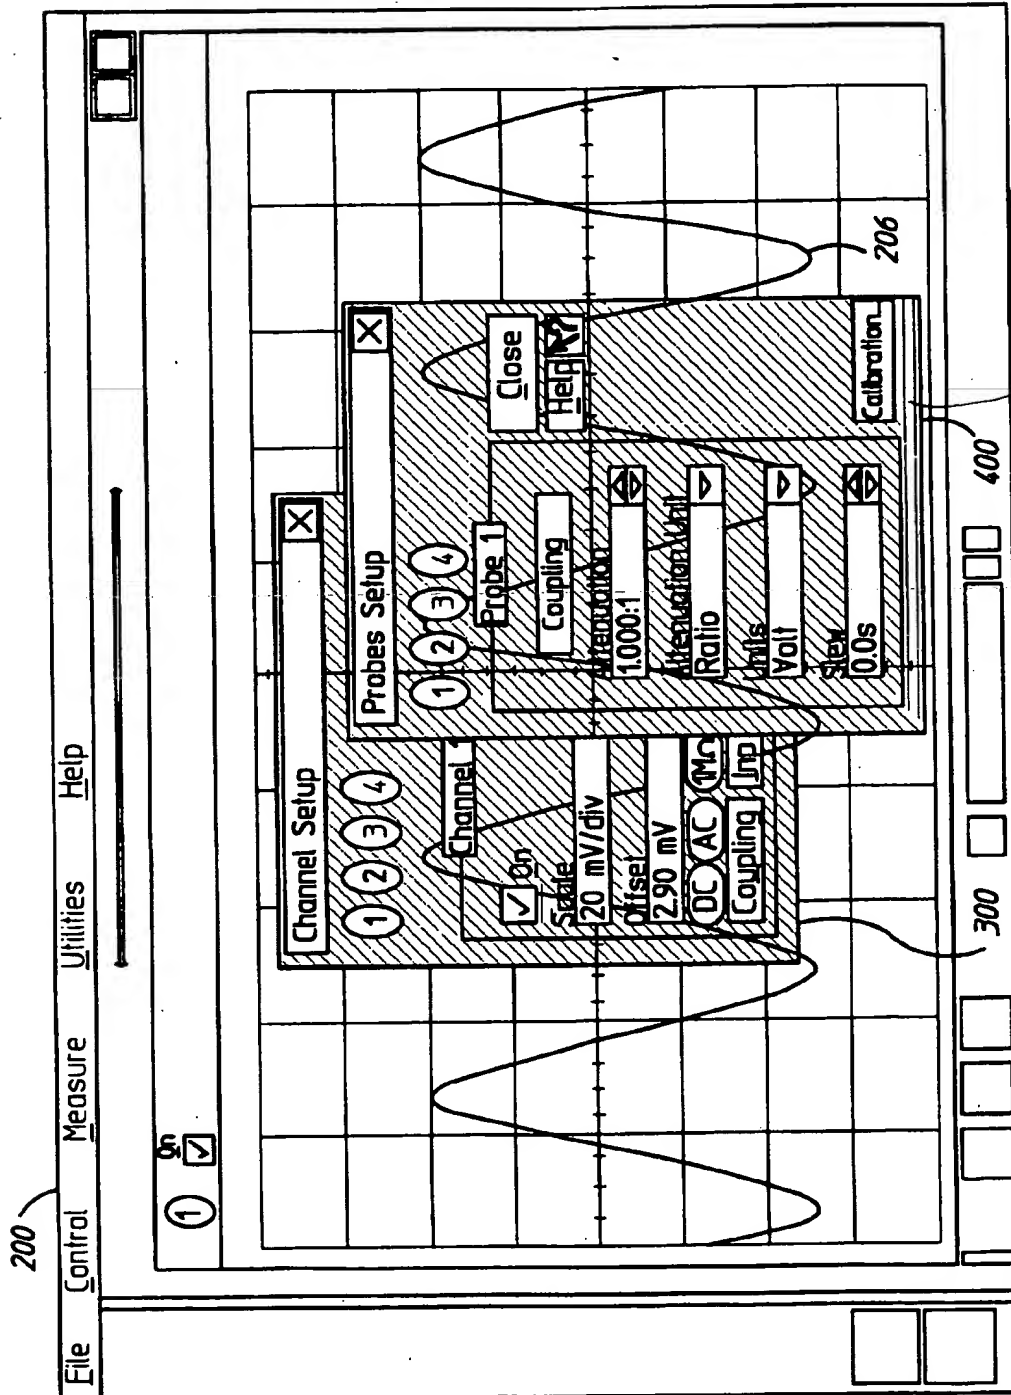 200
File Control Measure Utilities Help
1 On
Channel Setup
1 2 3 4
Channel
On
Scale
20 mV/div
Offset
2.90 mV
DC AC 1MΩ
Coupling Inp
Probes Setup
1 2 3 4
Probe 1
Coupling
Attenuation
1.000:1
Attenuation Unit
Ratio
Units
Volt
Skew
0.0s
Close
Help
Calibration...
206
300
400